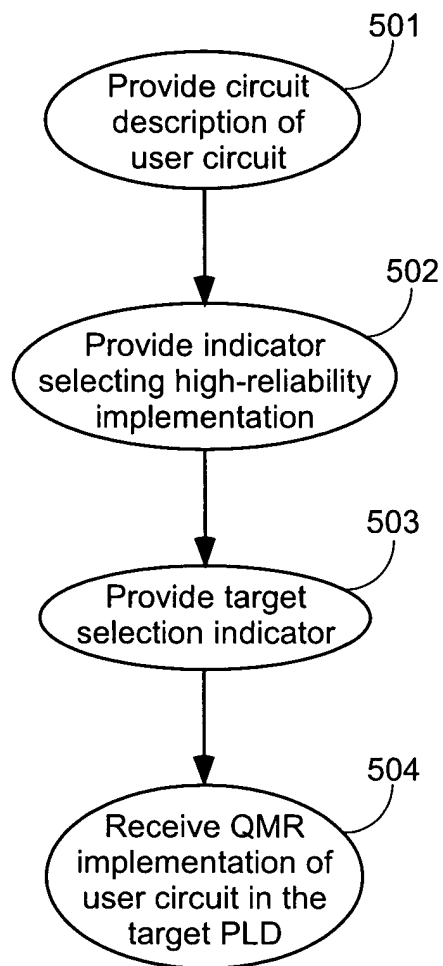 501
Provide circuit
description of
user circuit
502
Provide indicator
selecting high-reliability
implementation
503
Provide target
selection indicator
504
Receive QMR
implementation of
user circuit in the
target PLD